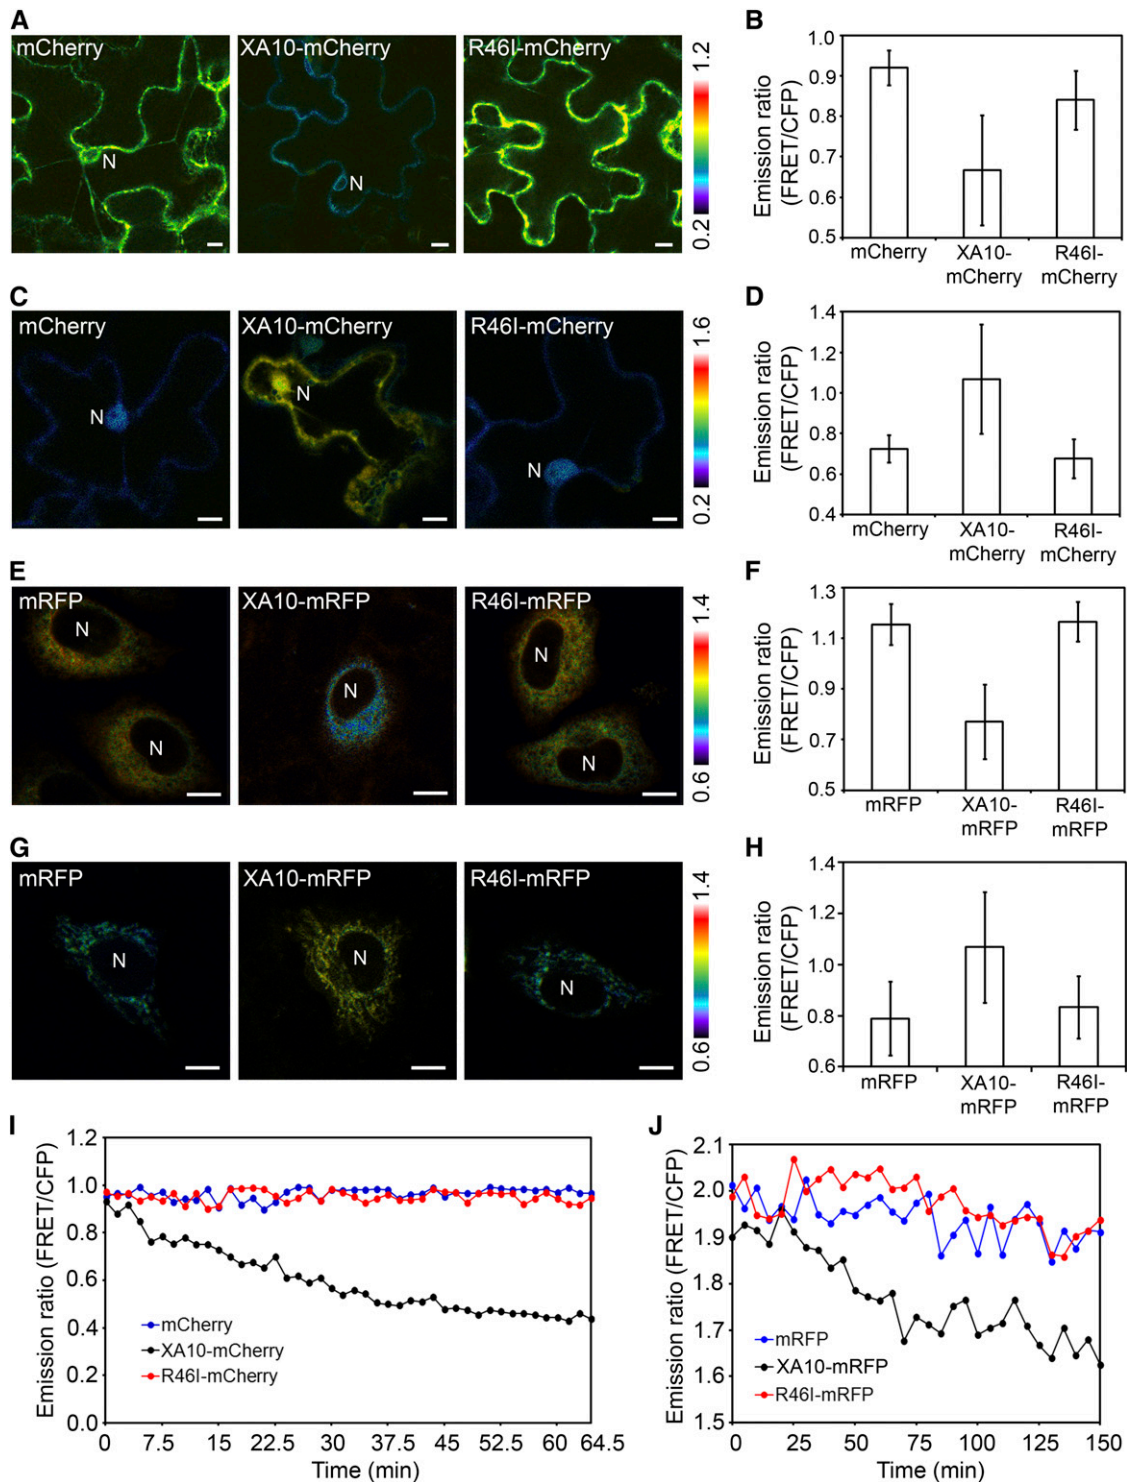 A
mCherry
XA10-mCherry
R46I-mCherry
N
N
1.2
0.2
B
Emission ratio
(FRET/CFP)
1.0
0.9
0.8
0.7
0.6
0.5
mCherry
XA10-
mCherry
R46I-
mCherry
C
mCherry
XA10-mCherry
R46I-mCherry
N
N
N
1.6
0.2
D
Emission ratio
(FRET/CFP)
1.4
1.2
1.0
0.8
0.6
0.4
mCherry
XA10-
mCherry
R46I-
mCherry
E
mRFP
XA10-mRFP
R46I-mRFP
N
N
N
N
N
1.4
0.6
F
Emission ratio
(FRET/CFP)
1.3
1.1
0.9
0.7
0.5
mRFP
XA10-
mRFP
R46I-
mRFP
G
mRFP
XA10-mRFP
R46I-mRFP
N
N
N
1.4
0.6
H
Emission ratio
(FRET/CFP)
1.4
1.2
1.0
0.8
0.6
mRFP
XA10-
mRFP
R46I-
mRFP
I
Emission ratio (FRET/CFP)
1.2
1.0
0.8
0.6
0.4
0.2
0.0
mCherry
XA10-mCherry
R46I-mCherry
0 7.5 15 22.5 30 37.5 45 52.5 60 64.5
Time (min)
J
Emission ratio (FRET/CFP)
2.1
2.0
1.9
1.8
1.7
1.6
1.5
mRFP
XA10-mRFP
R46I-mRFP
0 25 50 75 100 125 150
Time (min)